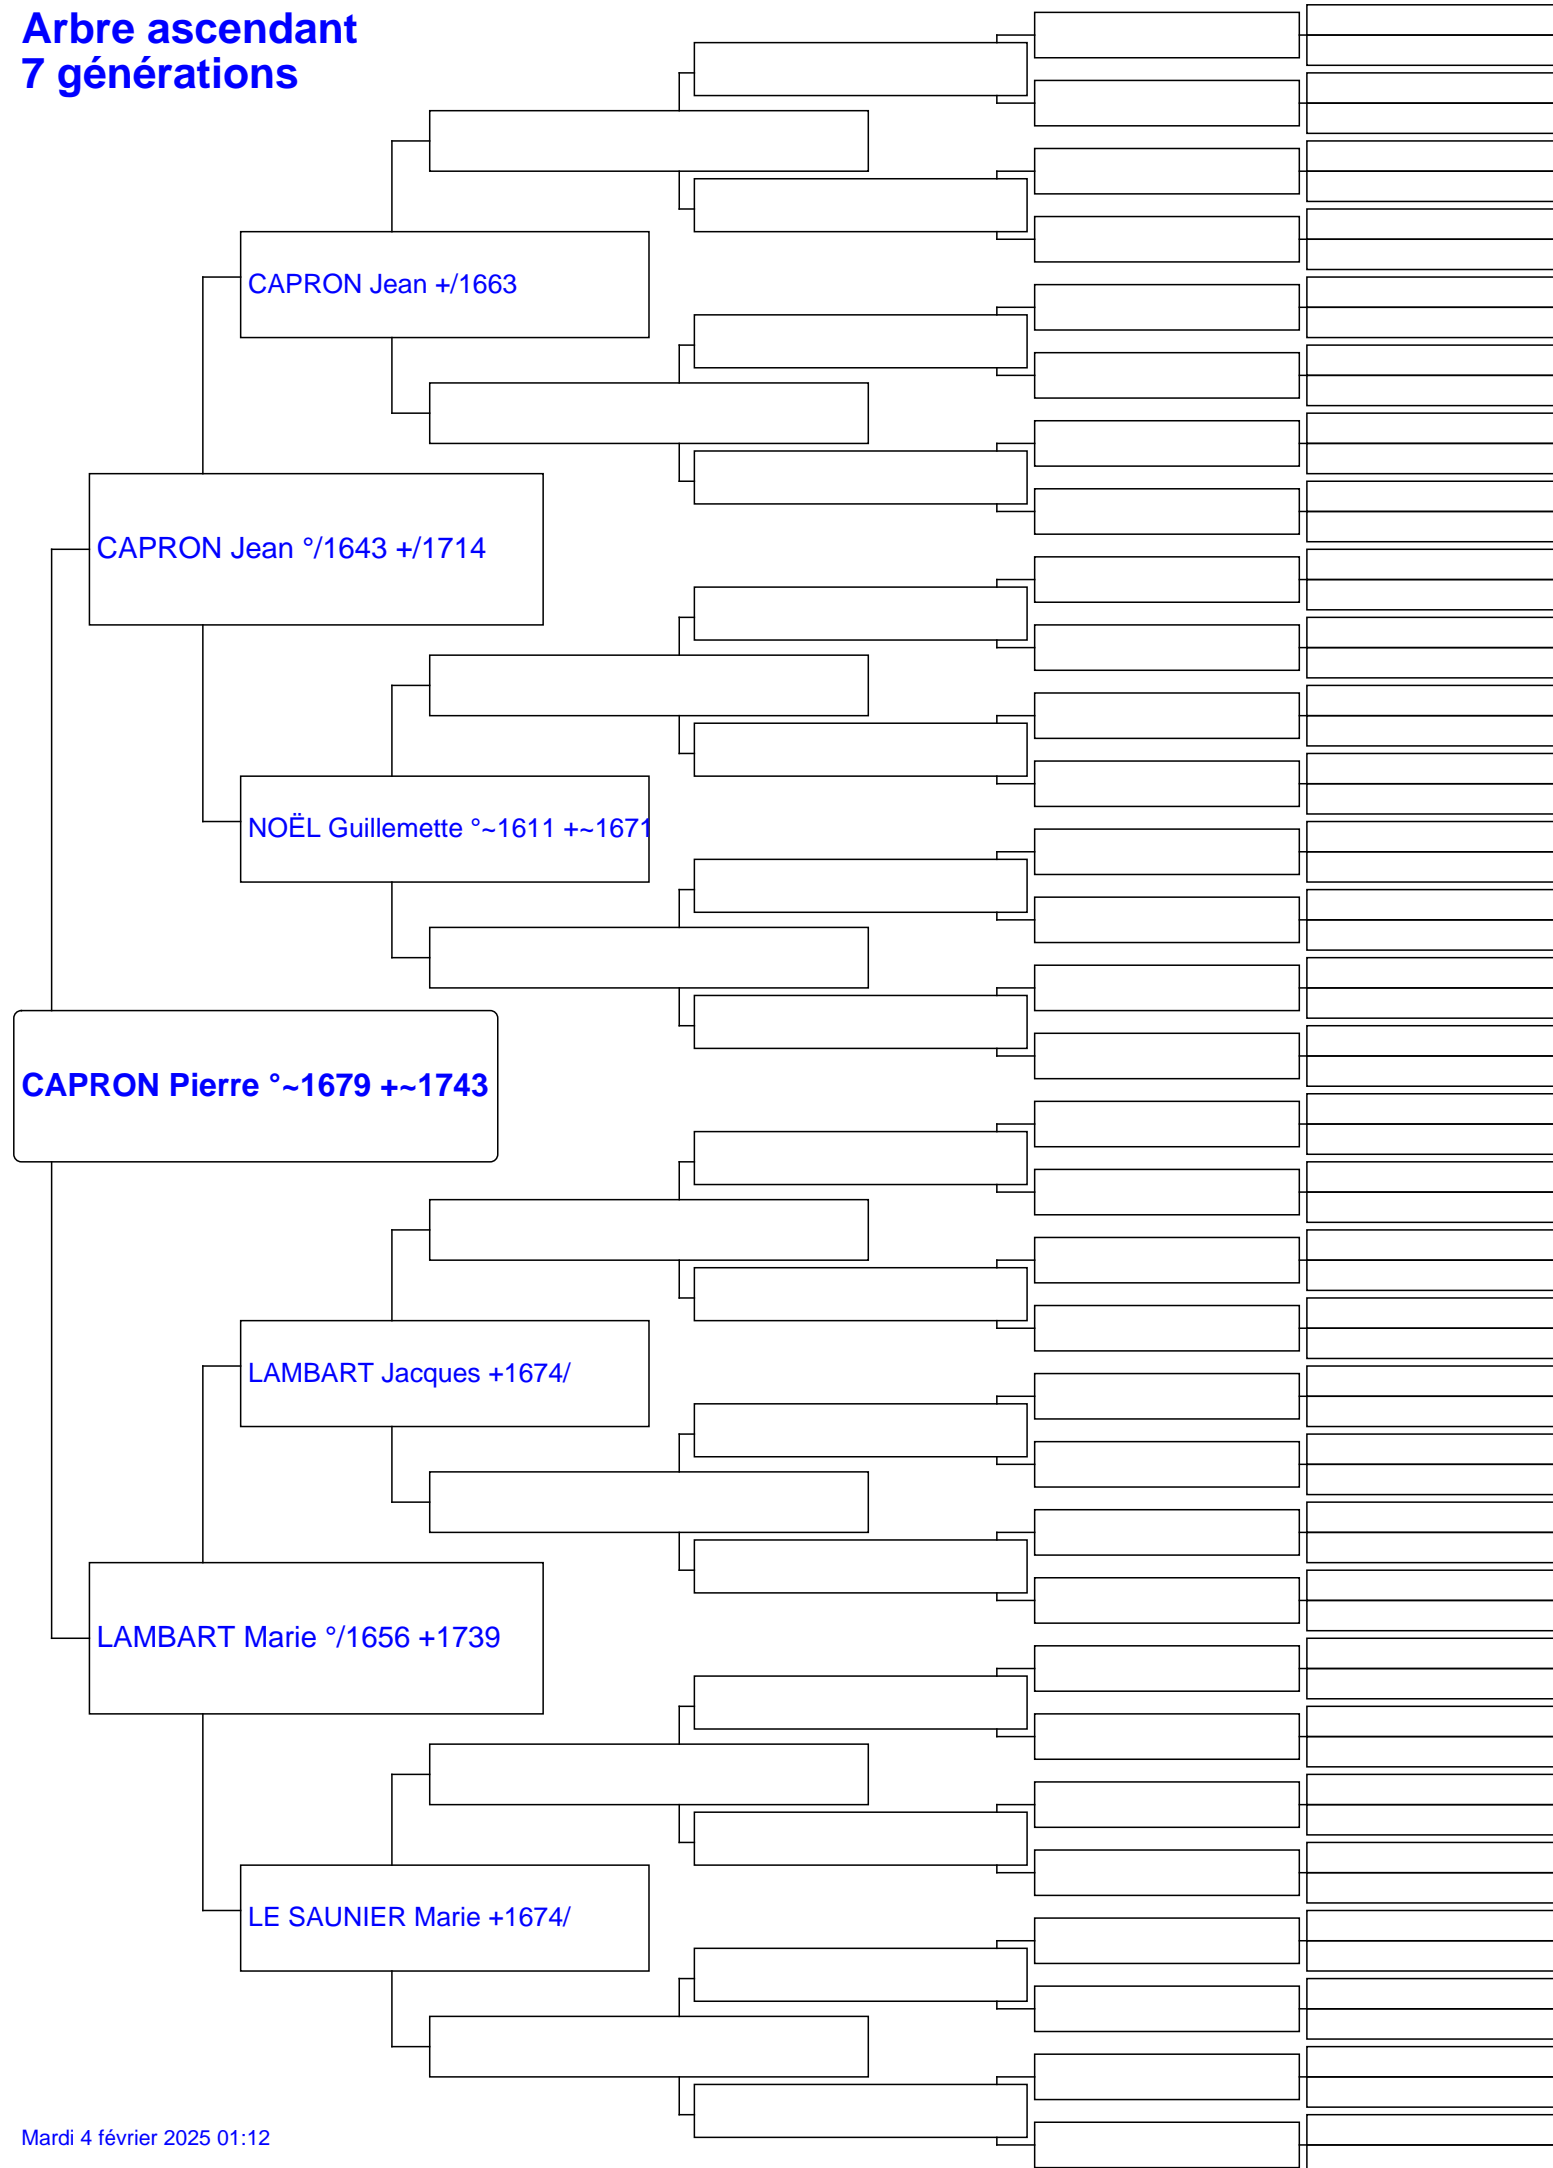 Arbre ascendant
7 générations
CAPRON Jean +/1663
CAPRON Jean °/1643 +/1714
NOËL Guillemette °~1611 +~1671
CAPRON Pierre °~1679 +~1743
LAMBART Jacques +1674/
LAMBART Marie °/1656 +1739
LE SAUNIER Marie +1674/
Mardi 4 février 2025 01:12